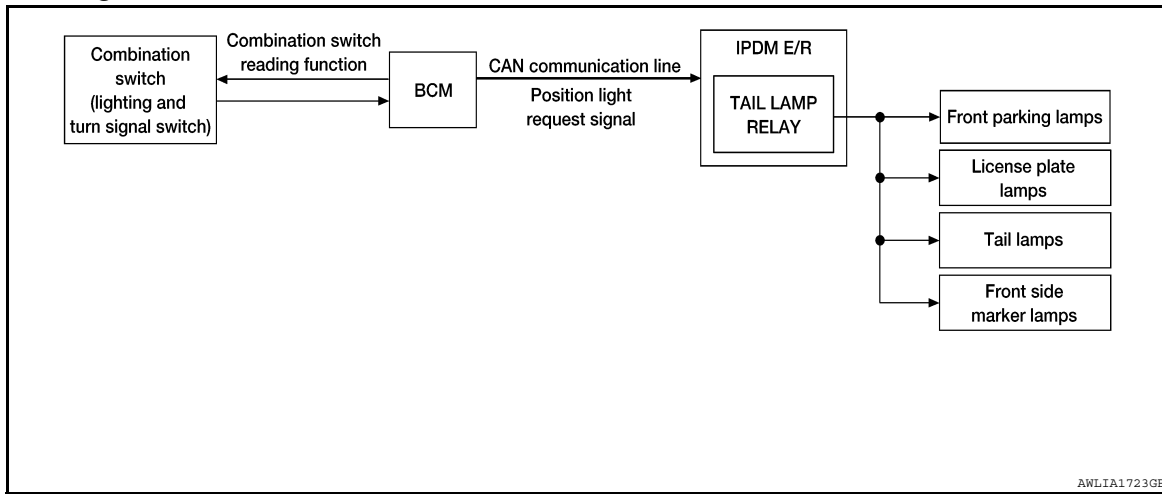 Combination
switch
(lighting and
turn signal switch)
Combination switch
reading function
BCM
CAN communication line
Position light
request signal
IPDM E/R
TAIL LAMP
RELAY
Front parking lamps
License plate
lamps
Tail lamps
Front side
marker lamps